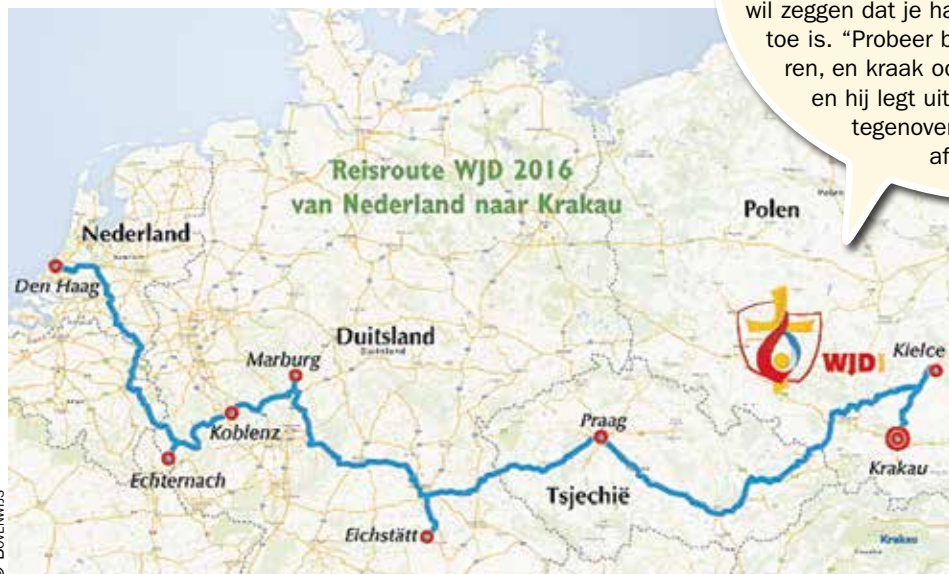 wil zeggen dat je ha
toe is. “Probeer b
ren, en kraak oo
en hij legt uit
tegenover
af
Reisroute WJD 2016
van Nederland naar Krakau
Polen
Nederland
Den Haag
Duitsland
Duitsland
Marburg
Kielce
WJD
Koblenz
Praag
Echternach
Krakau
Tsjechië
Eichstätt
Krakau